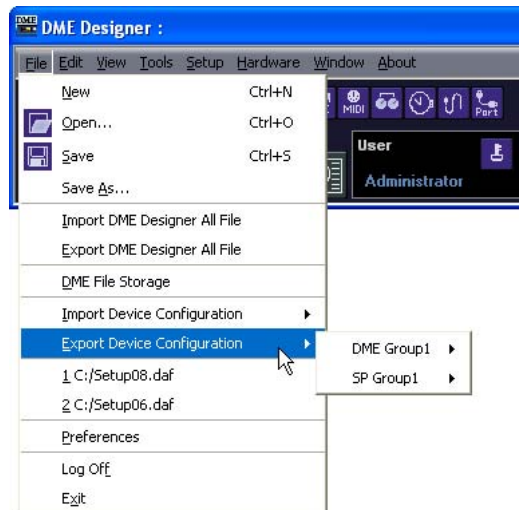 DME
DME Designer :
File Edit View Tools Setup Hardware Window About
New Ctrl+N
Open... Ctrl+O
Save Ctrl+S
Save As...
MIDI
Port
User
Administrator
Import DME Designer All File
Export DME Designer All File
DME File Storage
Import Device Configuration
Export Device Configuration
DME Group1
SP Group1
1 C:/Setup08.daf
2 C:/Setup06.daf
Preferences
Log Off
Exit